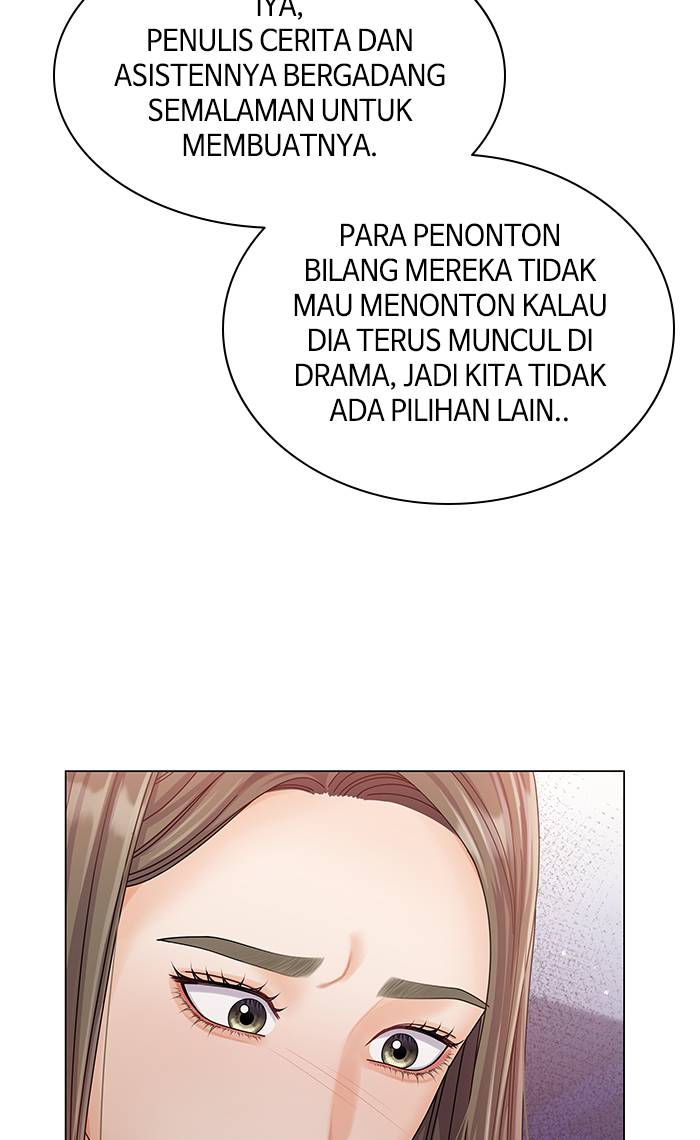 IYA,
PENULIS CERITA DAN
ASISTENNYA BERGADANG
SEMALAMAN UNTUK
MEMBUATNYA.
PARA PENONTON
BILANG MEREKA TIDAK
MAU MENONTON KALAU
DIA TERUS MUNCUL DI
DRAMA, JADI KITA TIDAK
ADA PILIHAN LAIN..